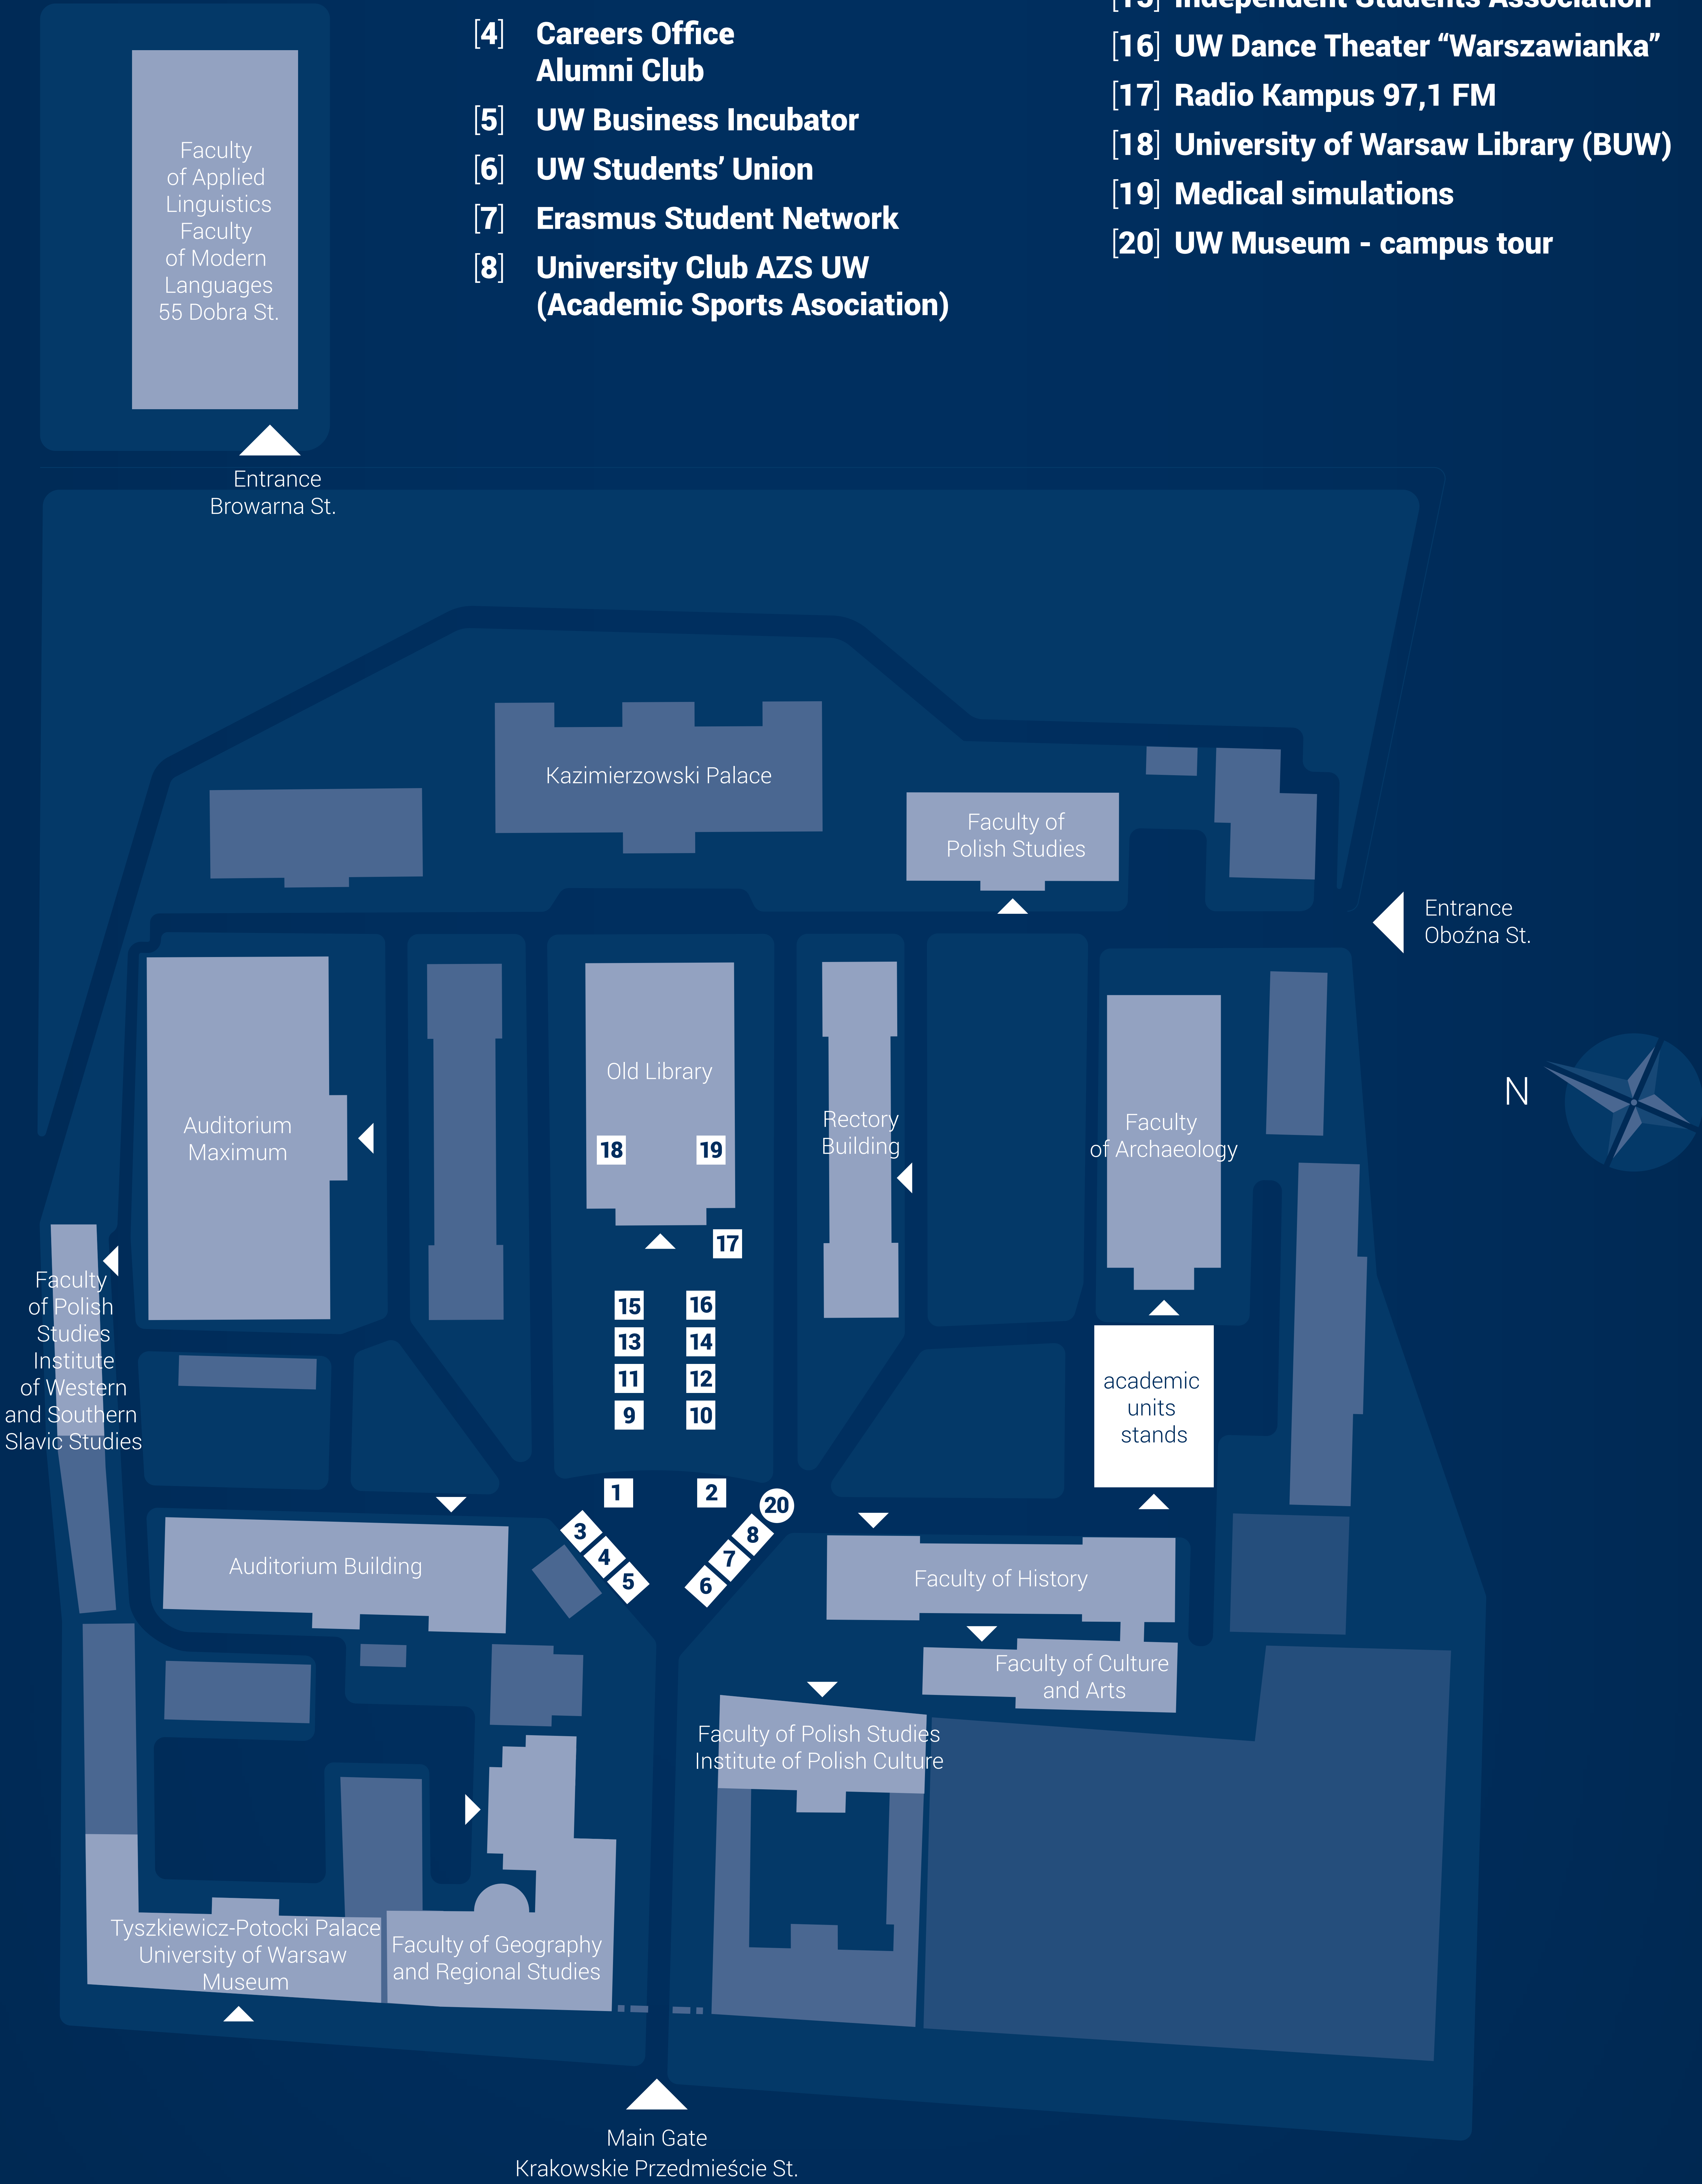 [4] Careers Office
Alumni Club
[5] UW Business Incubator
[6] UW Students’ Union
[7] Erasmus Student Network
[8] University Club AZS UW
(Academic Sports Asociation)
[15] Independent Students Association
[16] UW Dance Theater “Warszawianka”
[17] Radio Kampus 97,1 FM
[18] University of Warsaw Library (BUW)
[19] Medical simulations
[20] UW Museum - campus tour
Faculty
of Applied
Linguistics
Faculty
of Modern
Languages
55 Dobra St.
Entrance
Browarna St.
Kazimierzowski Palace
Faculty of
Polish Studies
Entrance
Oboźna St.
N
Auditorium
Maximum
Old Library
18 19
17
Rectory
Building
Faculty
of Archaeology
Faculty
of Polish
Studies
Institute
of Western
and Southern
Slavic Studies
15 16
13 14
11 12
9 10
academic
units
stands
1 2
20
3
4
5
8
7
6
Auditorium Building
Faculty of History
Faculty of Culture
and Arts
Faculty of Polish Studies
Institute of Polish Culture
Tyszkiewicz-Potocki Palace
University of Warsaw
Museum
Faculty of Geography
and Regional Studies
Main Gate
Krakowskie Przedmieście St.